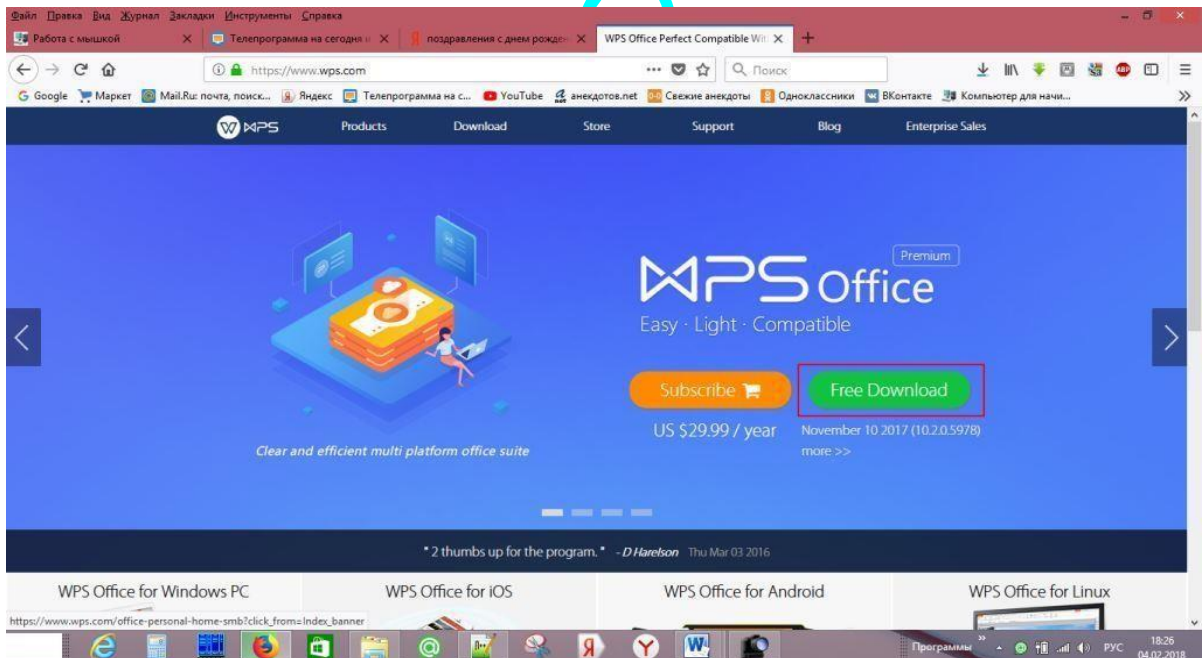 Файл Правка Вид Журнал Закладки Инструменты Справка
Работа с мышкой
Телепрограмма на сегодня и
поздравления с днем рожде
WPS Office Perfect Compatible Wit
https://www.wps.com
Поиск
Google Маркет Mail.Ru: почта, поиск... Яндекс Телепрограмма на с... YouTube анекдотов.net Свежие анекдоты Одноклассники ВКонтакте Компьютер для начи...
WPS Products Download Store Support Blog Enterprise Sales
Premium
WPS Office
Easy · Light · Compatible
Subscribe Free Download
US $29.99 / year
November 10 2017 (10.2.0.5978)
more >>
Clear and efficient multi platform office suite
" 2 thumbs up for the program. " - D Harelson Thu Mar 03 2016
WPS Office for Windows PC WPS Office for iOS WPS Office for Android WPS Office for Linux
https://www.wps.com/office-personal-home-smb?click_from=Index_banner
Программы
РУС
18:26
04.02.2018